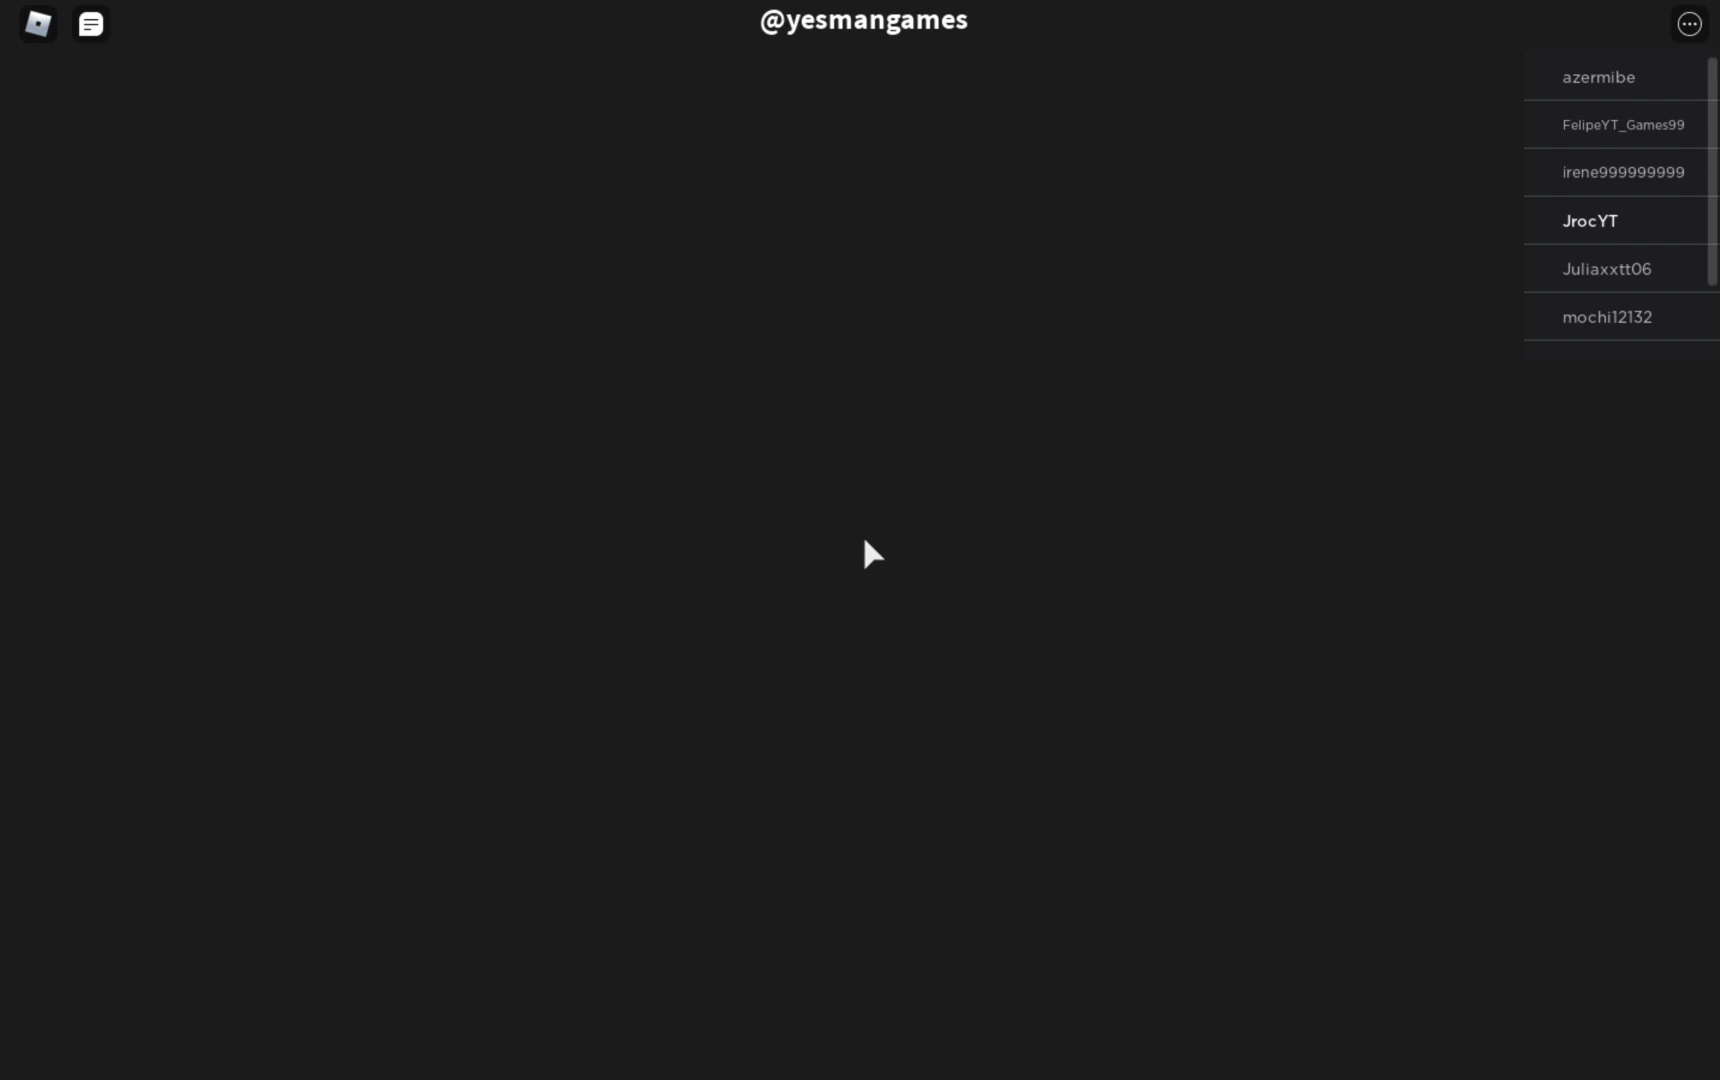 @yesmangames
azermibe
FelipeYT_Games99
irene999999999
JrocYT
Juliaxxtt06
mochi12132